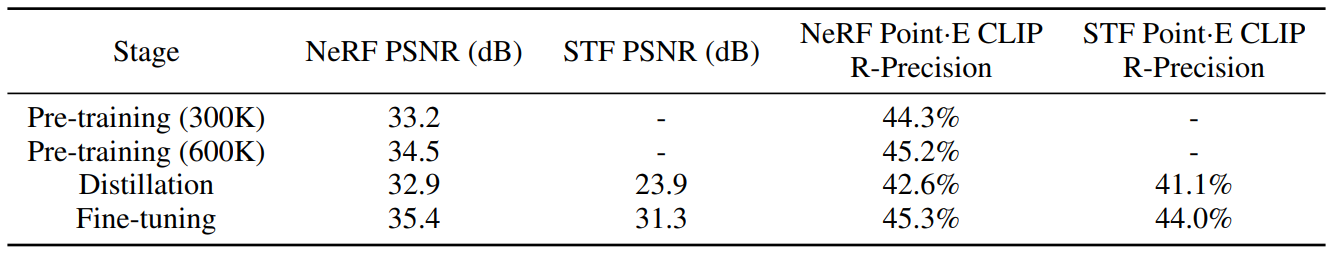 Stage NeRF PSNR (dB) STF PSNR (dB) NeRF Point·E CLIP R-Precision STF Point·E CLIP R-Precision
Pre-training (300K) 33.2 - 44.3% -
Pre-training (600K) 34.5 - 45.2% -
Distillation 32.9 23.9 42.6% 41.1%
Fine-tuning 35.4 31.3 45.3% 44.0%